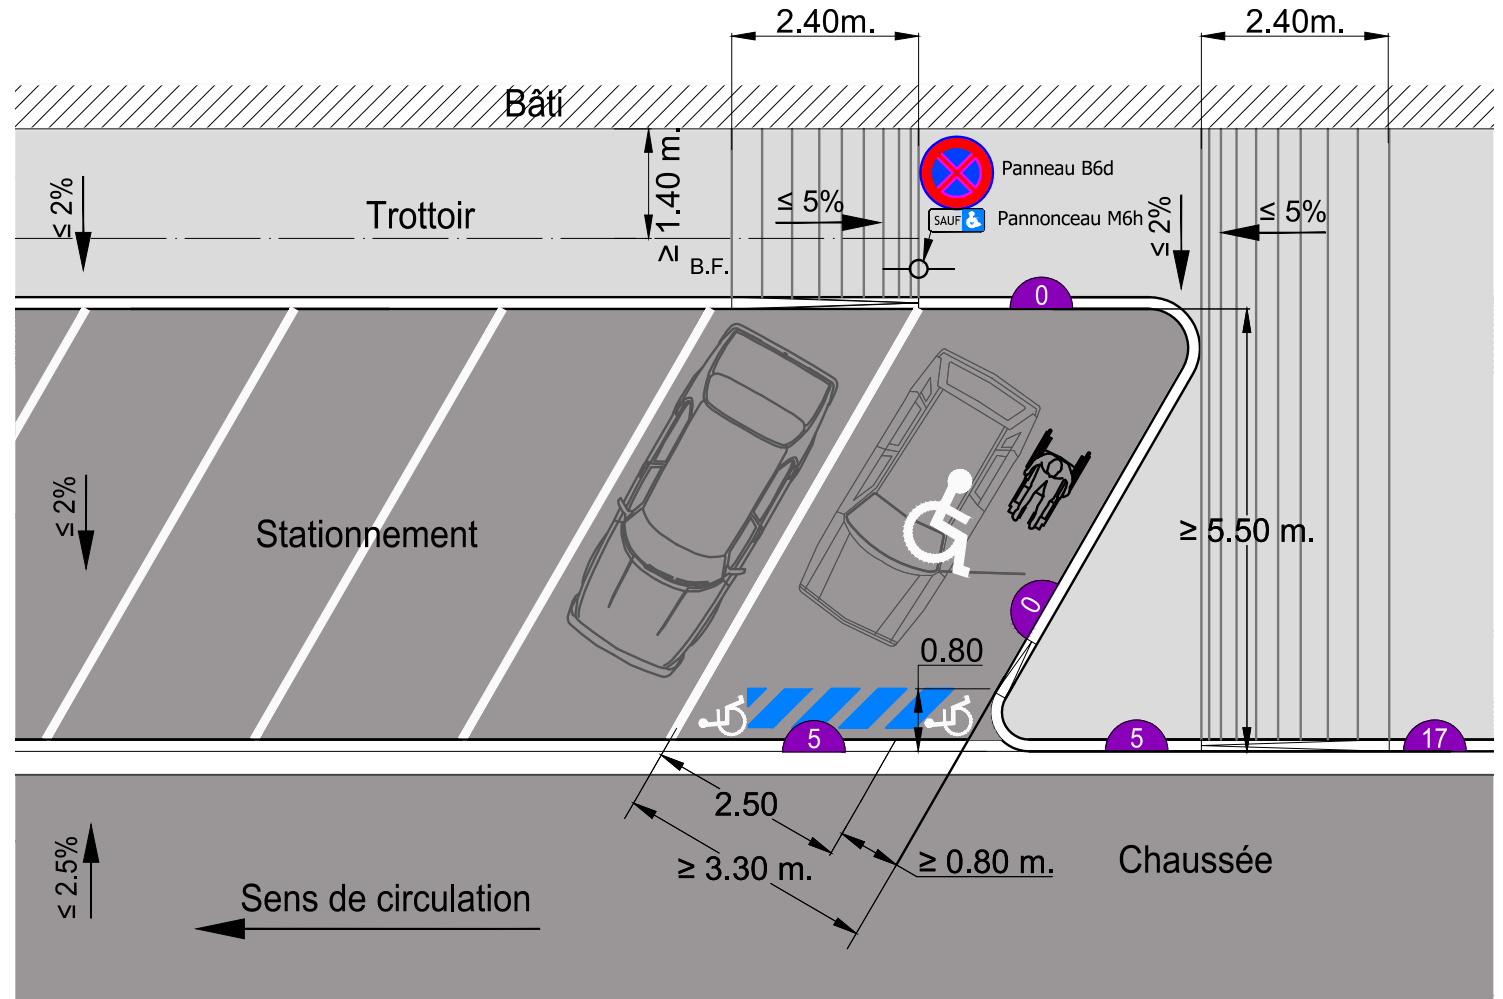 2.40m.
2.40m.
Bâti
≥ 1.40 m.
Panneau B6d
≤ 2%
Trottoir
≤ 5%
SAUF
Pannonceau M6h
≤ 2%
≤ 5%
B.F.
0
≤ 2%
Stationnement
≥ 5.50 m.
0
0.80
5
5
17
2.50
≥ 3.30 m.
≥ 0.80 m.
Chaussée
≤ 2.5%
Sens de circulation